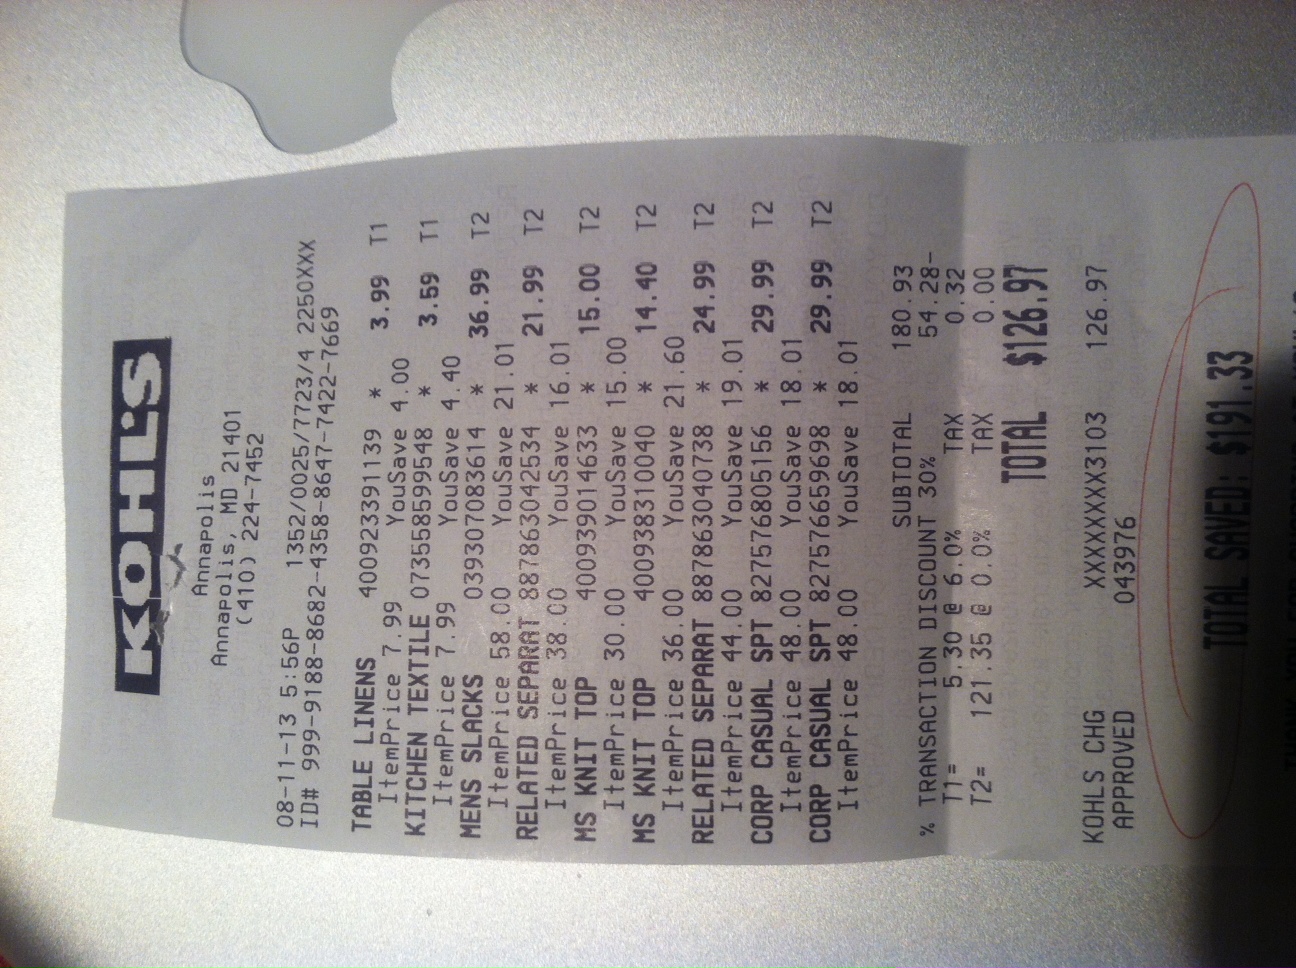 KOHL'S
Annapolis
Annapolis, MD 21401
(410) 224-7452
08-11-13 5:56P 1352/0025/7723/4 2250XXX
ID# 999-9188-8682-4358-8647-7422-7669
TABLE LINENS 400923391139 * 3.99 T1
ItemPrice 7.99 YouSave 4.00
KITCHEN TEXTILE 073558599548 * 3.59 T1
ItemPrice 7.99 YouSave 4.40
MENS SLACKS 039307083614 * 36.99 T2
ItemPrice 58.00 YouSave 21.01
RELATED SEPARAT 887863042534 * 21.99 T2
ItemPrice 38.00 YouSave 16.01
MS KNIT TOP 400939014633 * 15.00 T2
ItemPrice 30.00 YouSave 15.00
MS KNIT TOP 400938310040 * 14.40 T2
ItemPrice 36.00 YouSave 21.60
RELATED SEPARAT 887863040738 * 24.99 T2
ItemPrice 44.00 YouSave 19.01
CORP CASUAL SPT 827576805156 * 29.99 T2
ItemPrice 48.00 YouSave 18.01
CORP CASUAL SPT 827576659698 * 29.99 T2
ItemPrice 48.00 YouSave 18.01
SUBTOTAL 180.93
% TRANSACTION DISCOUNT 30% 54.28-
T1= 5.30 @ 6.0% TAX 0.32
T2= 121.35 @ 0.0% TAX 0.00
TOTAL $126.97
KOHLS CHG XXXXXXXX3103 126.97
APPROVED 043976
TOTAL SAVED: $191.33